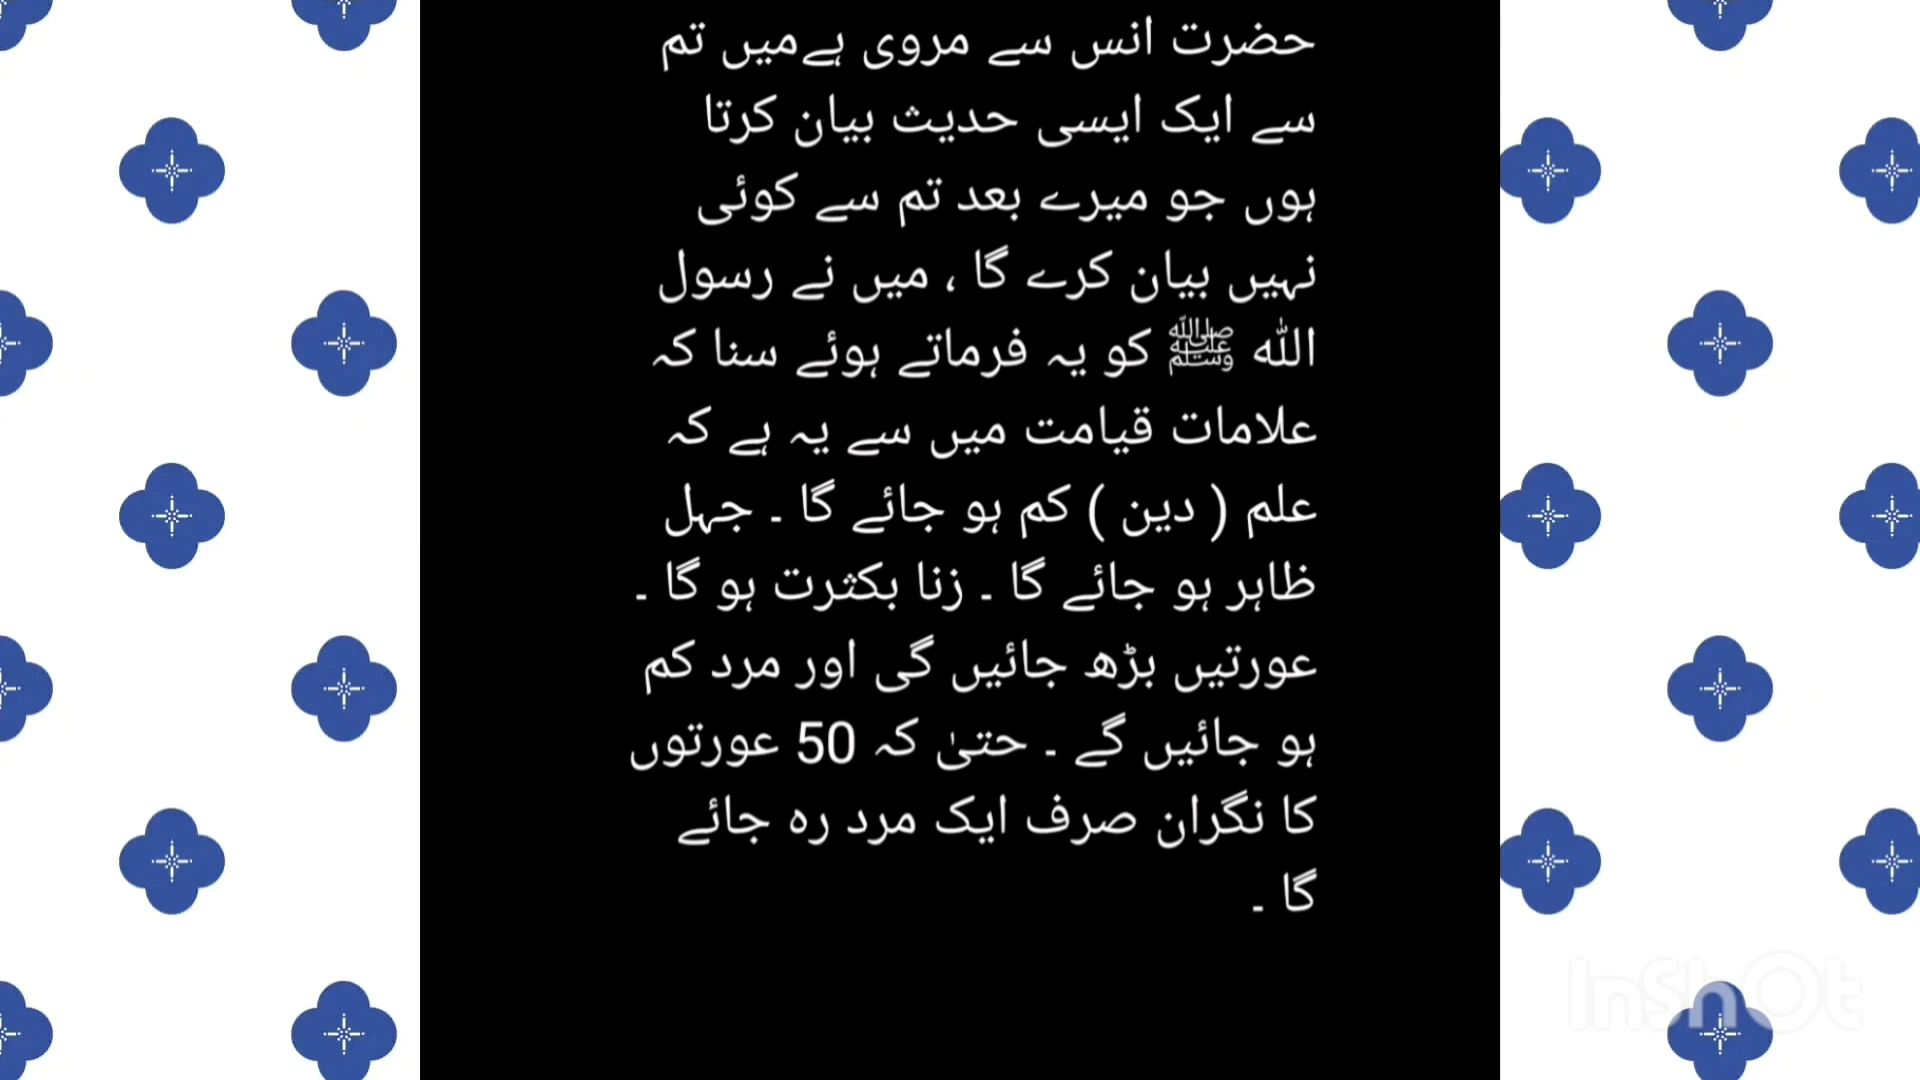 حضرت انس سے مروی ہےمیں تم
سے ایک ایسی حدیث بیان کرتا
ہوں جو میرے بعد تم سے کوئی
نہیں بیان کرے گا ، میں نے رسول
اللہ ﷺ کو یہ فرماتے ہوئے سنا کہ
علامات قیامت میں سے یہ ہے کہ
علم ( دین ) کم ہو جائے گا ۔ جہل
ظاہر ہو جائے گا ۔ زنا بکثرت ہو گا ۔
عورتیں بڑھ جائیں گی اور مرد کم
ہو جائیں گے ۔ حتیٰ کہ 50 عورتوں
کا نگران صرف ایک مرد رہ جائے
گا ۔
InShOt